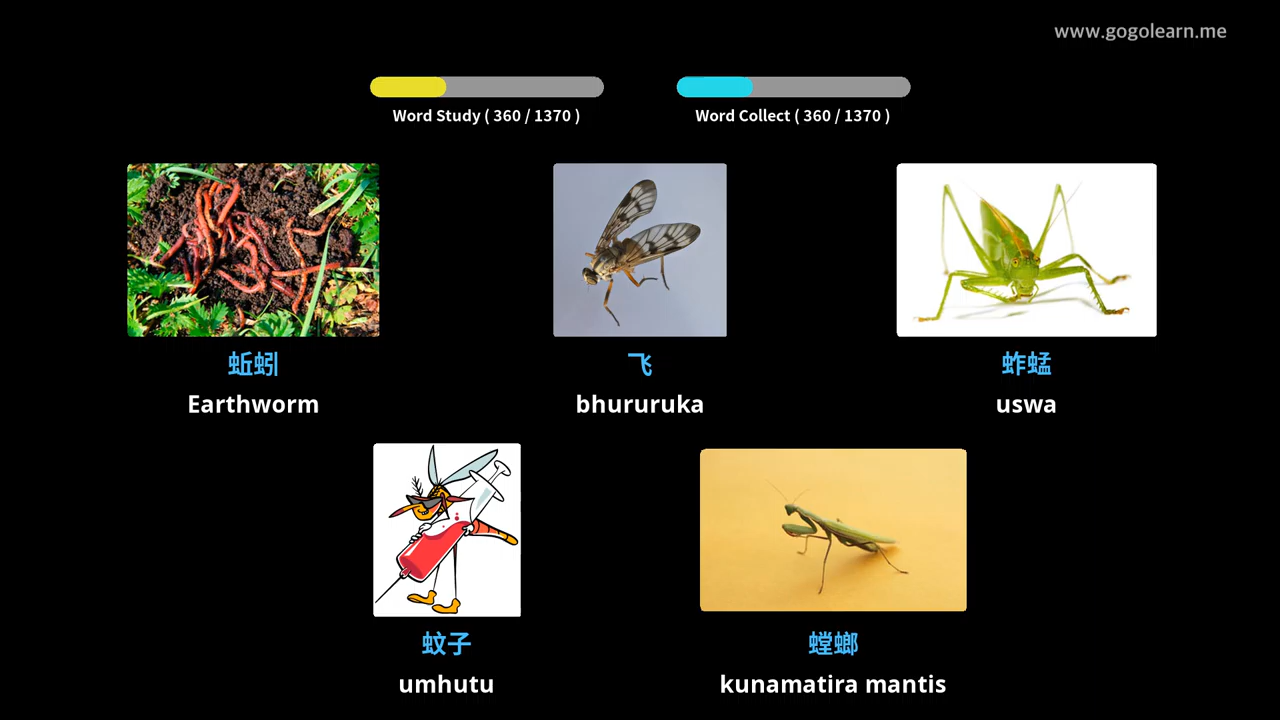 www.gogolearn.me
Word Study ( 360 / 1370 )
Word Collect ( 360 / 1370 )
蚯蚓
Earthworm
飞
bhururuka
蚱蜢
uswa
蚊子
umhutu
螳螂
kunamatira mantis